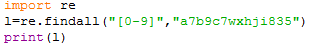 import re
l=re.findall("[0-9]","a7b9c7wxhji835")
print(l)